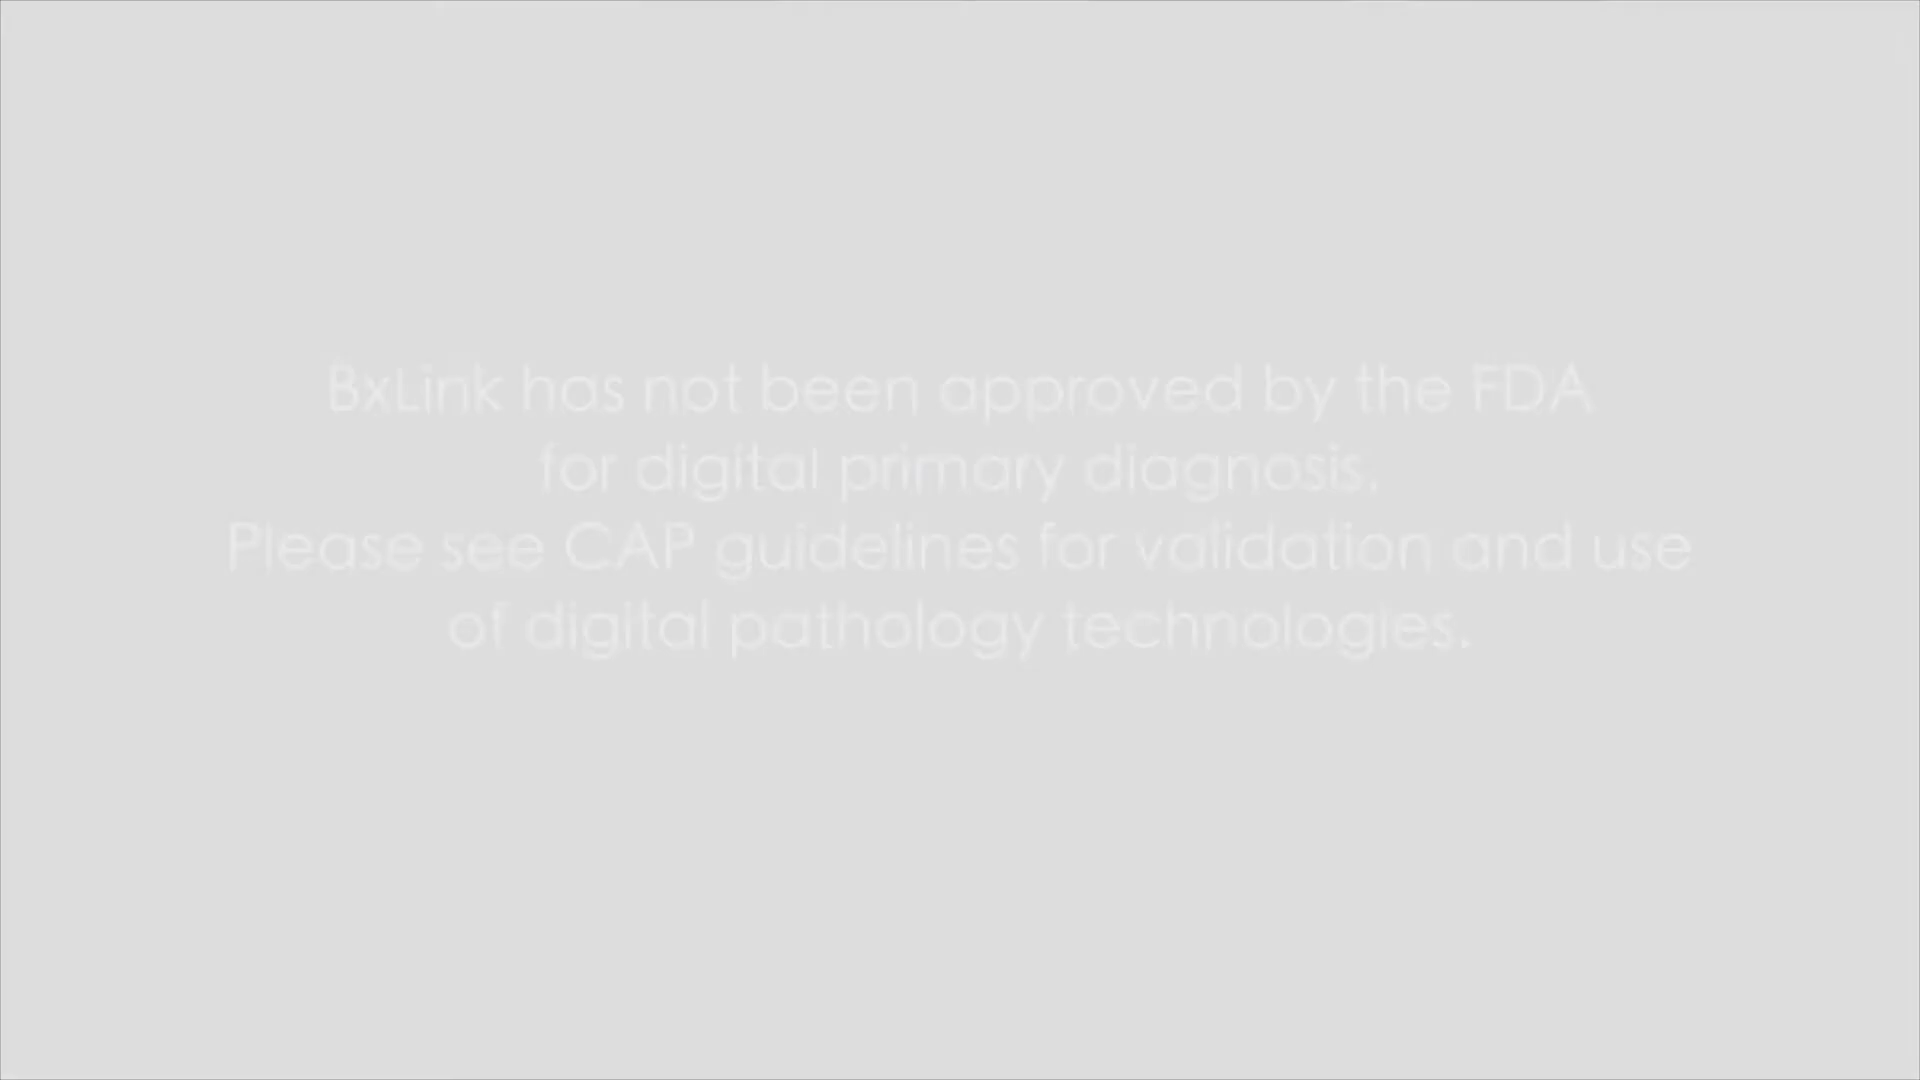 BxLink has not been approved by the FDA
for digital primary diagnosis.
Please see CAP guidelines for validation and use
of digital pathology technologies.